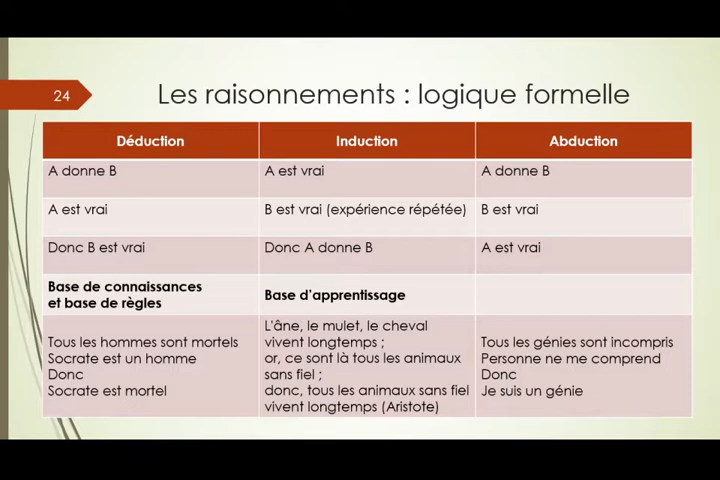 24
Les raisonnements : logique formelle
Déduction
Induction
Abduction
A donne B
A est vrai
A donne B
A est vrai
B est vrai (expérience répétée)
B est vrai
Donc B est vrai
Donc A donne B
A est vrai
Base de connaissances
et base de règles
Base d'apprentissage
Tous les hommes sont mortels
Socrate est un homme
Donc
Socrate est mortel
L'âne, le mulet, le cheval
vivent longtemps ;
or, ce sont là tous les animaux
sans fiel ;
donc, tous les animaux sans fiel
vivent longtemps (Aristote)
Tous les génies sont incompris
Personne ne me comprend
Donc
Je suis un génie